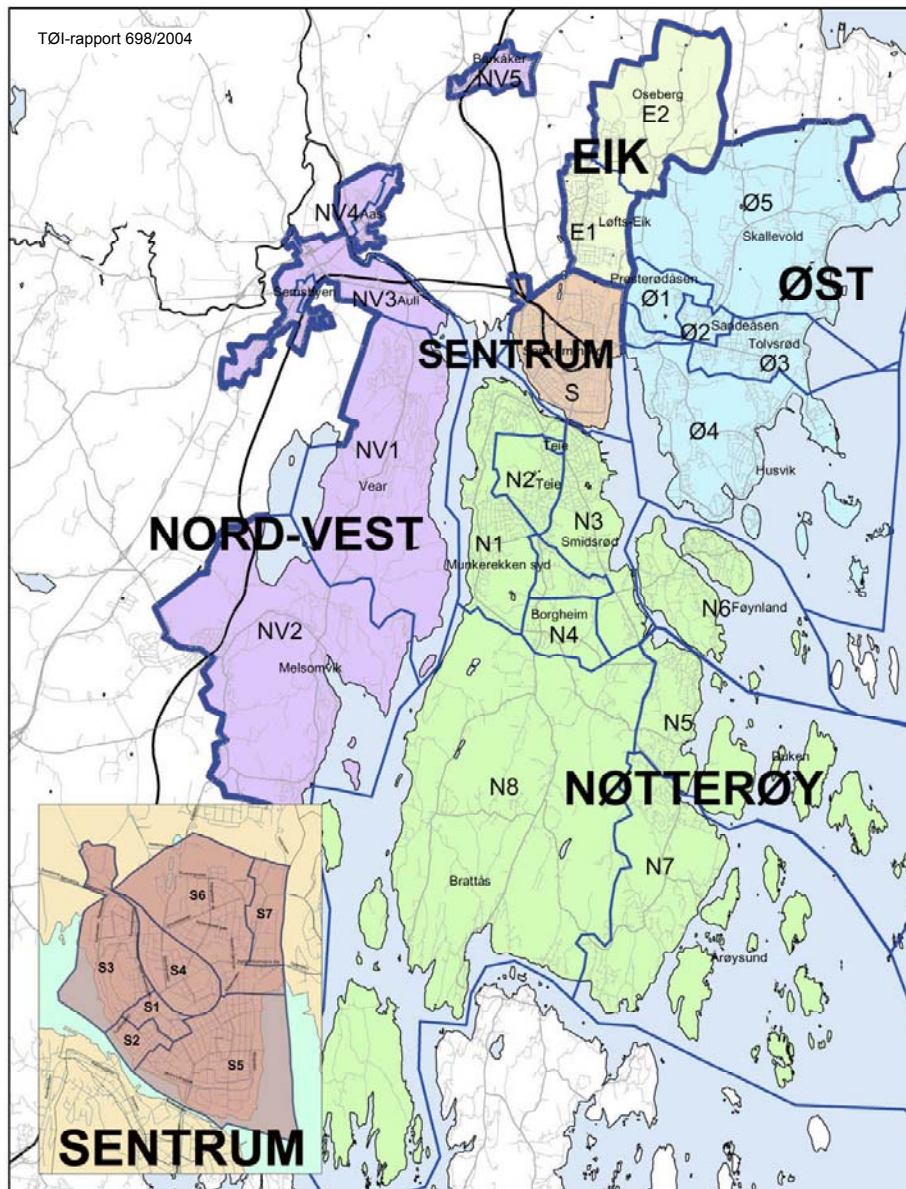 TØI-rapport 698/2004
Barkåker
NV5
Oseberg
E2
EIK
NV4 Aas
E1
Løfts-Eik
Ø5
Skallevold
Semsbyen
NV3 Auli
Presterødåsen
Ø1
ØST
Ø2
Sandeåsen
Tolvsrød
Ø3
SENTRUM
S
Ø4
Husvik
NV1
Vear
Teie
N2 Teie
N3
Smidsrød
NORD-VEST
N1
Munkerekken syd
N6 Føynland
Borgheim
N4
NV2
Melsomvik
N5
Buken
N8
NØTTERØY
N7
Brattås
Årøysund
S6
S7
S3
S4
S1
S2
S5
SENTRUM